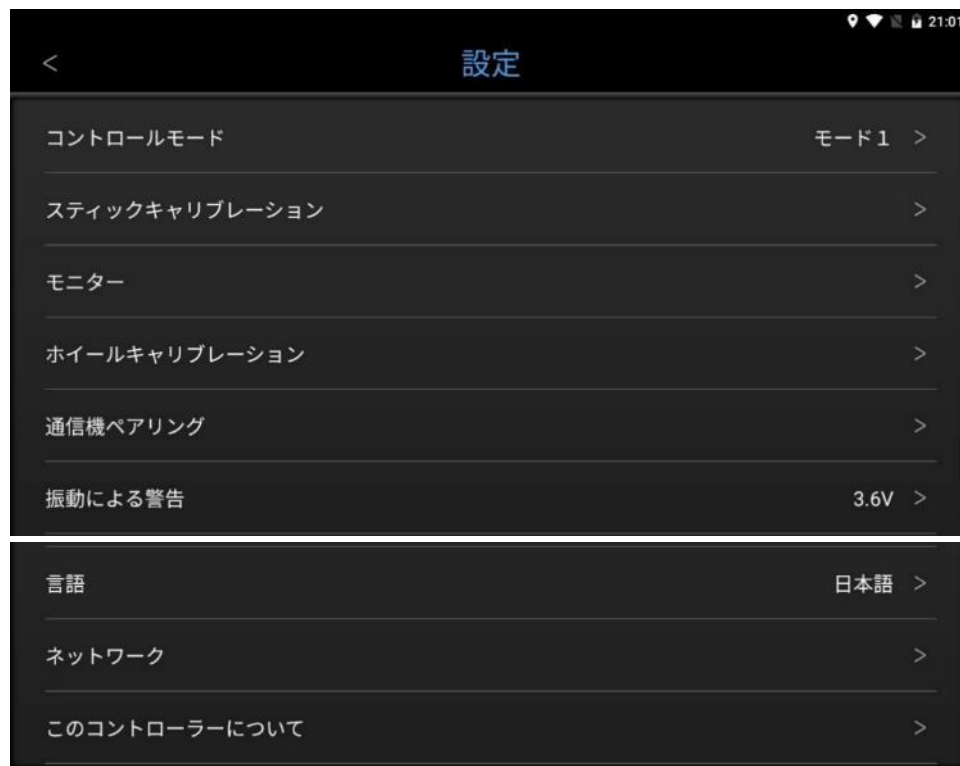 21:01
<
設定
コントロールモード モード1 >
スティックキャリブレーション >
モニター >
ホイールキャリブレーション >
通信機ペアリング >
振動による警告 3.6V >
言語 日本語 >
ネットワーク >
このコントローラーについて >